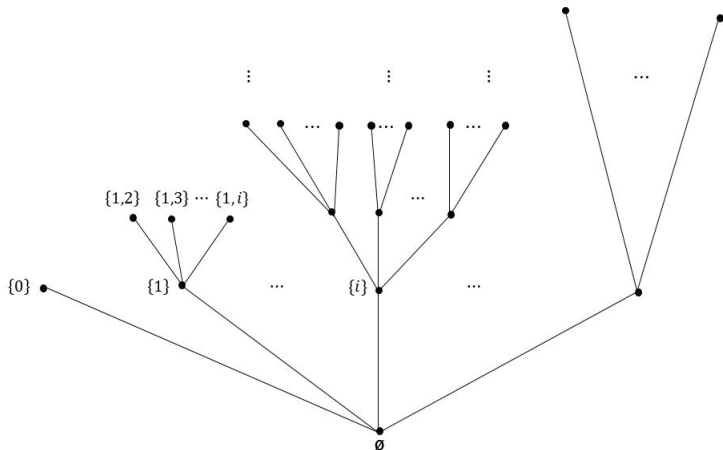 ⋮ ⋮ ⋮ ...
... ... ...
{1,2} {1,3} ... {1,i} ...
{0} {1} ... {i} ...
ø